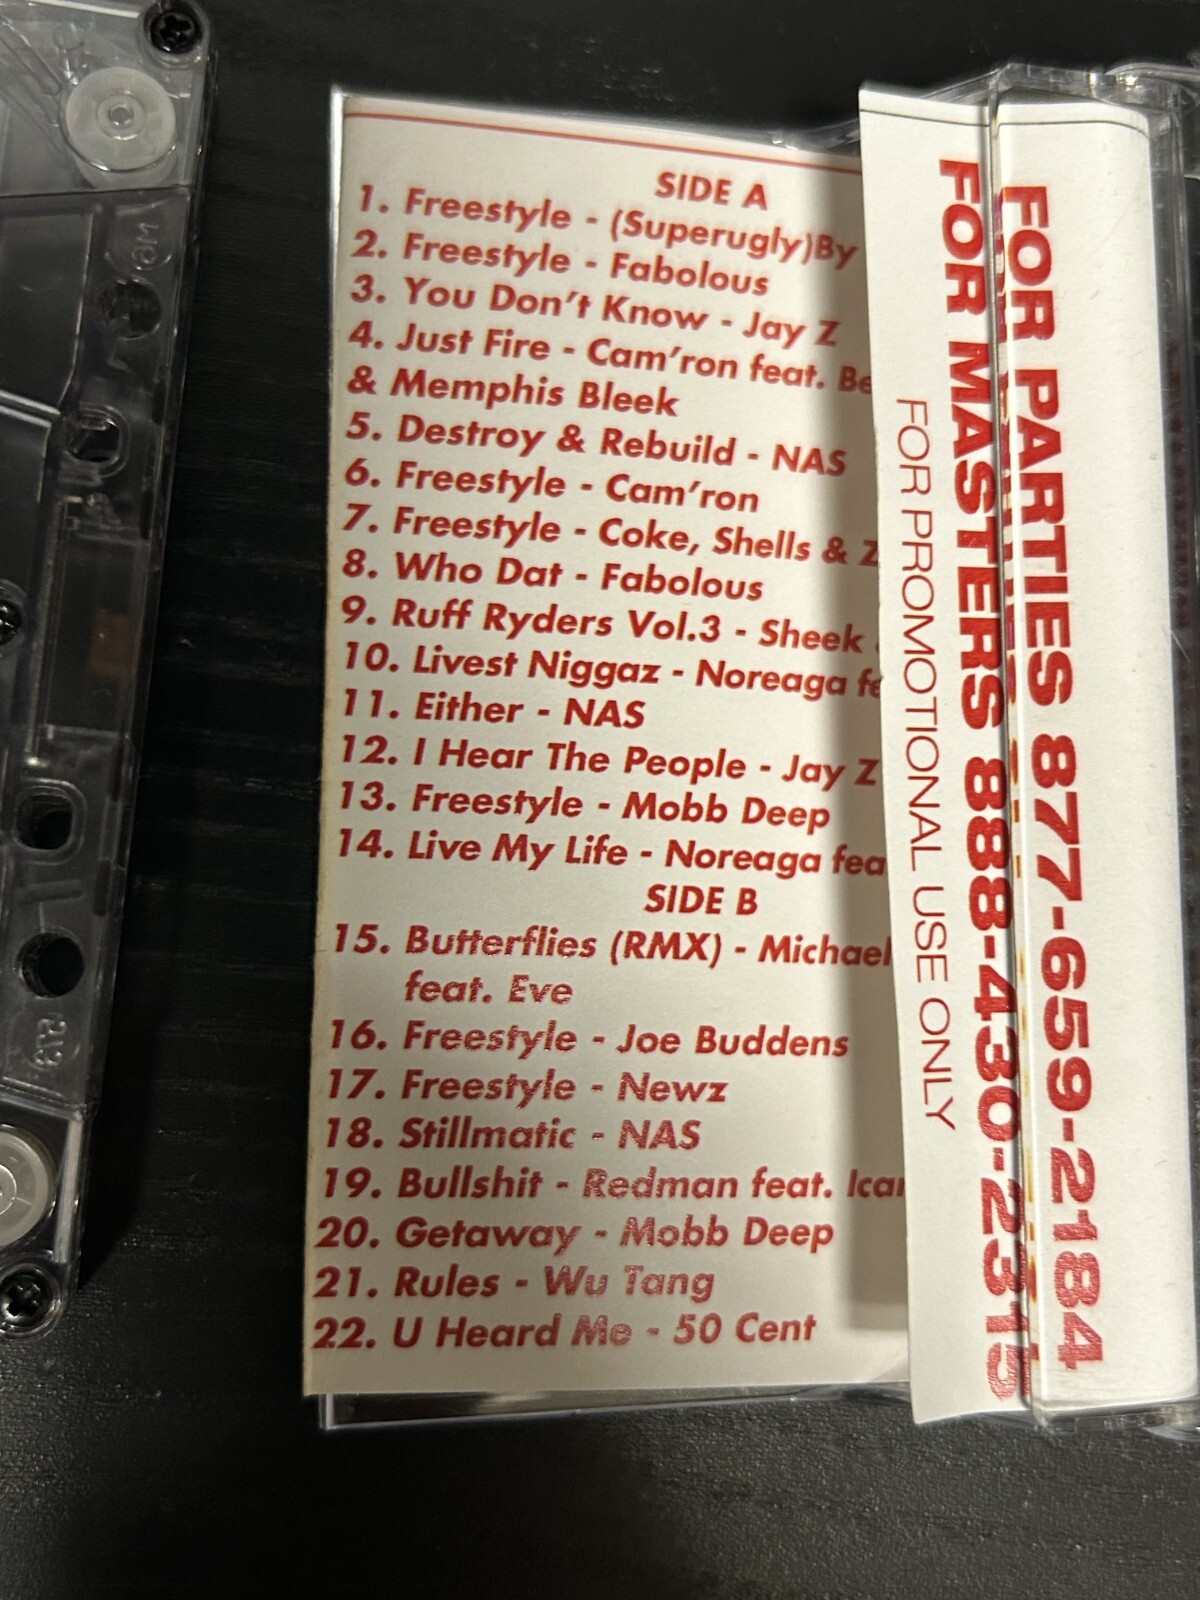 SIDE A
1. Freestyle - (Superugly)By
2. Freestyle - Fabolous
3. You Don't Know - Jay Z
4. Just Fire - Cam'ron feat. Be
& Memphis Bleek
5. Destroy & Rebuild - NAS
6. Freestyle - Cam'ron
7. Freestyle - Coke, Shells & Z
8. Who Dat - Fabolous
9. Ruff Ryders Vol.3 - Sheek
10. Livest Niggaz - Noreaga fe
11. Either - NAS
12. I Hear The People - Jay Z
13. Freestyle - Mobb Deep
14. Live My Life - Noreaga fea
SIDE B
15. Butterflies (RMX) - Michael
feat. Eve
16. Freestyle - Joe Buddens
17. Freestyle - Newz
18. Stillmatic - NAS
19. Bullshit - Redman feat. Icar
20. Getaway - Mobb Deep
21. Rules - Wu Tang
22. U Heard Me - 50 Cent
FOR PARTIES 877-659-2184
FOR MASTERS 888-430-2315
FOR PROMOTIONAL USE ONLY
213